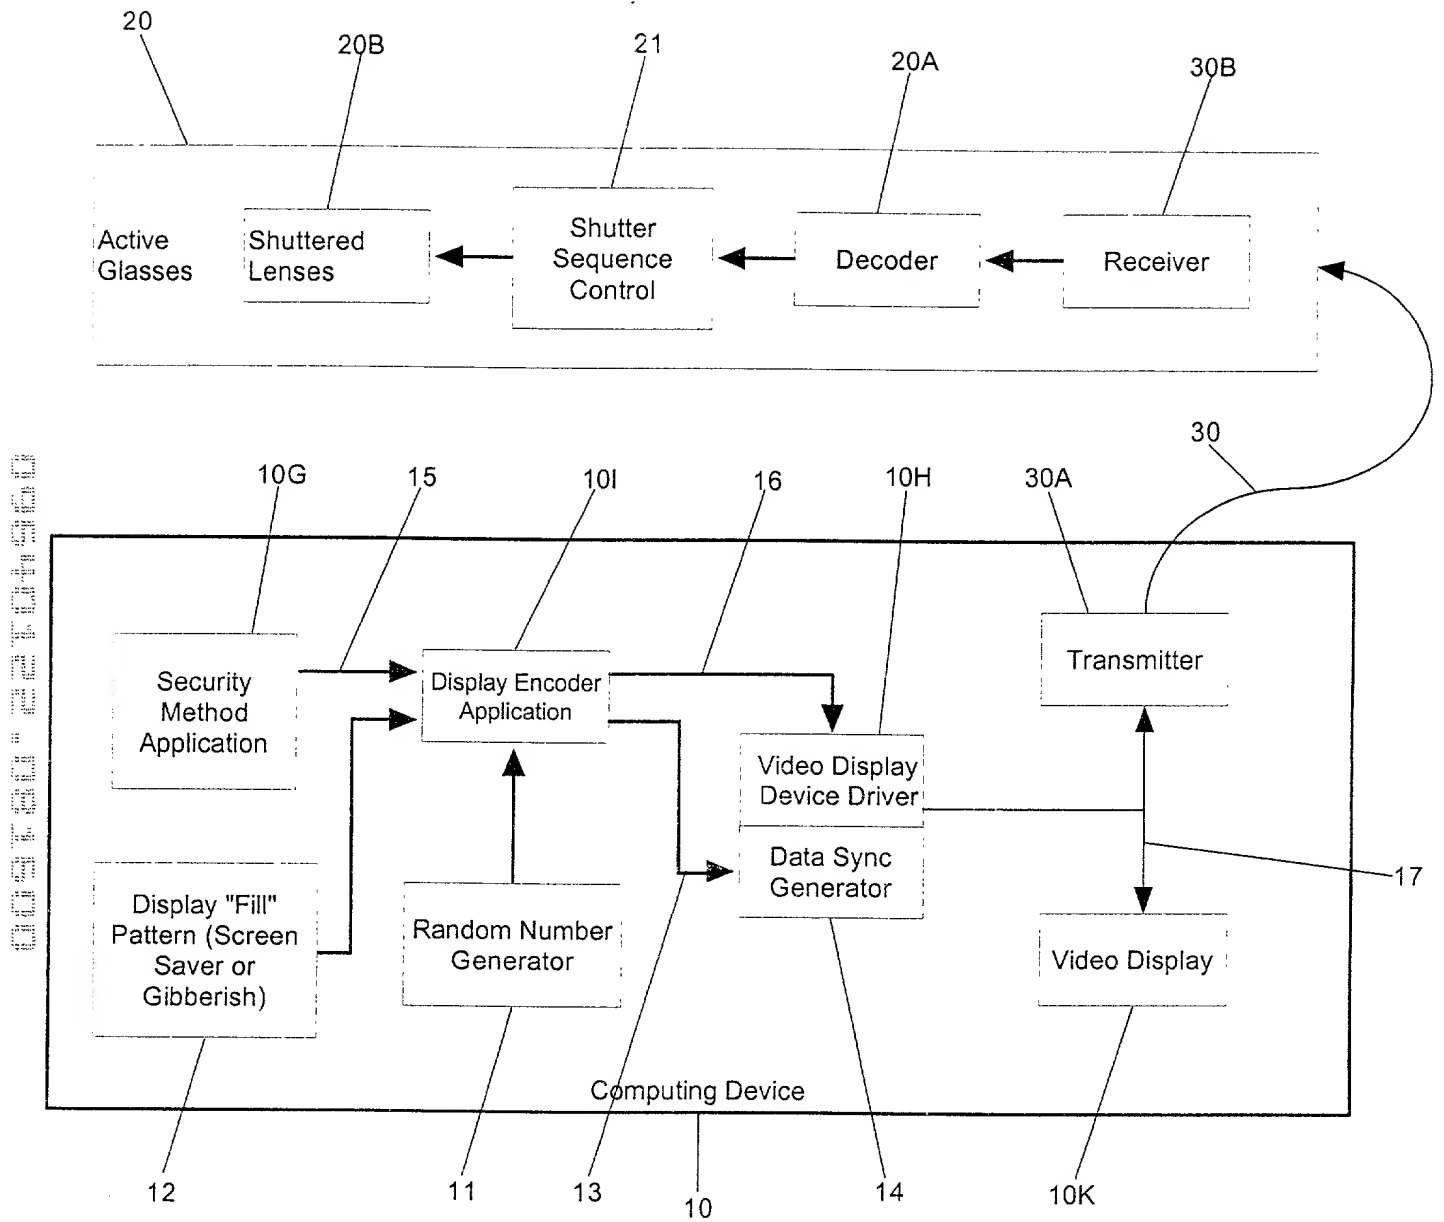 20
20B
21
20A
30B
Active
Glasses
Shuttered
Lenses
Shutter
Sequence
Control
Decoder
Receiver
30
10G
15
10I
16
10H
30A
Security
Method
Application
Display Encoder
Application
Transmitter
Video Display
Device Driver
Data Sync
Generator
17
Display "Fill"
Pattern (Screen
Saver or
Gibberish)
Random Number
Generator
Video Display
Computing Device
12
11
13
10
14
10K